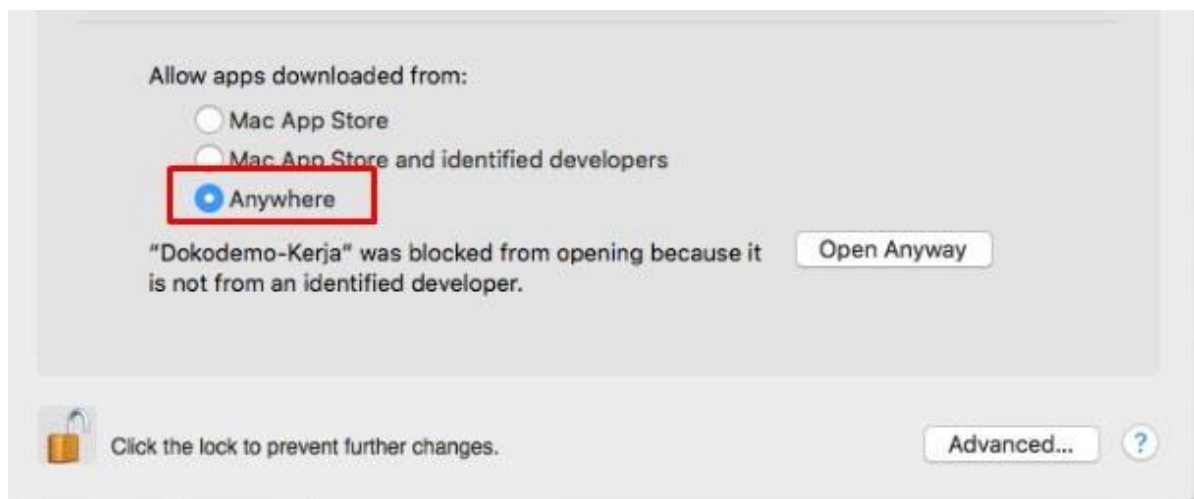 Allow apps downloaded from:
Mac App Store
Mac App Store and identified developers
Anywhere
"Dokodemo-Kerja" was blocked from opening because it
is not from an identified developer.
Open Anyway
Click the lock to prevent further changes.
Advanced...
?